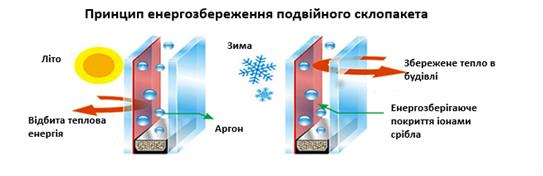 Принцип енергозбереження подвійного склопакета
Літо
Відбита теплова
енергія
Аргон
Зима
Збережене тепло в
будівлі
Енергозберігаюче
покриття іонами
срібла